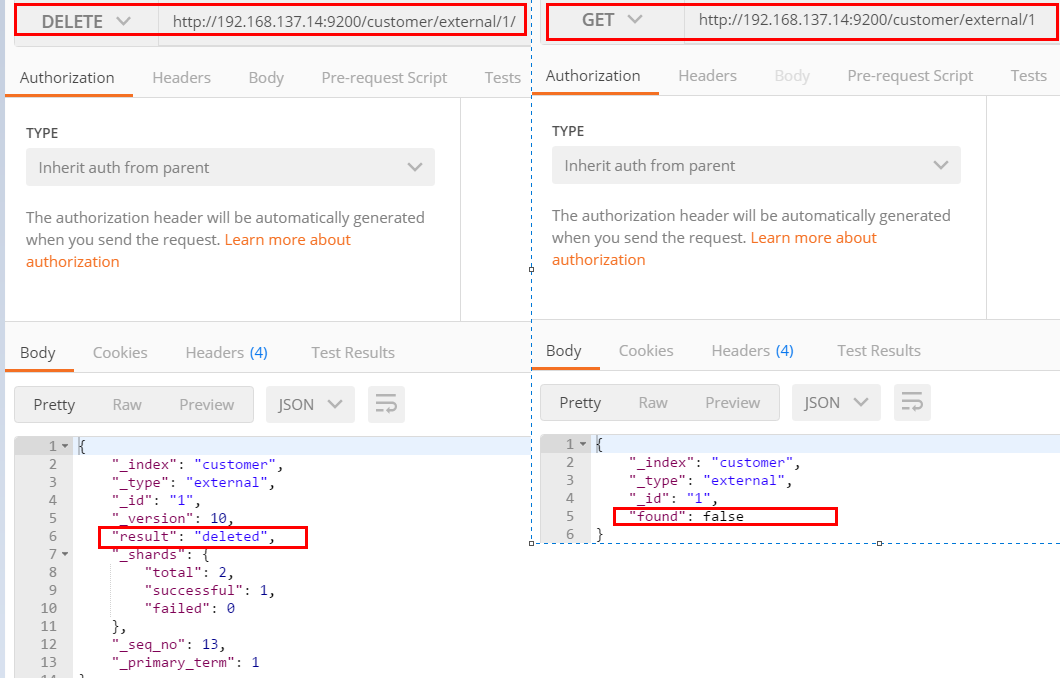 DELETE
http://192.168.137.14:9200/customer/external/1/
Authorization Headers Body Pre-request Script Tests
TYPE
Inherit auth from parent
The authorization header will be automatically generated
when you send the request. Learn more about
authorization
Body Cookies Headers (4) Test Results
Pretty Raw Preview JSON
1 {
2 "_index": "customer",
3 "_type": "external",
4 "_id": "1",
5 "_version": 10,
6 "result": "deleted",
7 "_shards": {
8 "total": 2,
9 "successful": 1,
10 "failed": 0
11 },
12 "_seq_no": 13,
13 "_primary_term": 1
GET
http://192.168.137.14:9200/customer/external/1
Authorization Headers Body Pre-request Script Tests
TYPE
Inherit auth from parent
The authorization header will be automatically generated
when you send the request. Learn more about
authorization
Body Cookies Headers (4) Test Results
Pretty Raw Preview JSON
1 {
2 "_index": "customer",
3 "_type": "external",
4 "_id": "1",
5 "found": false
6 }